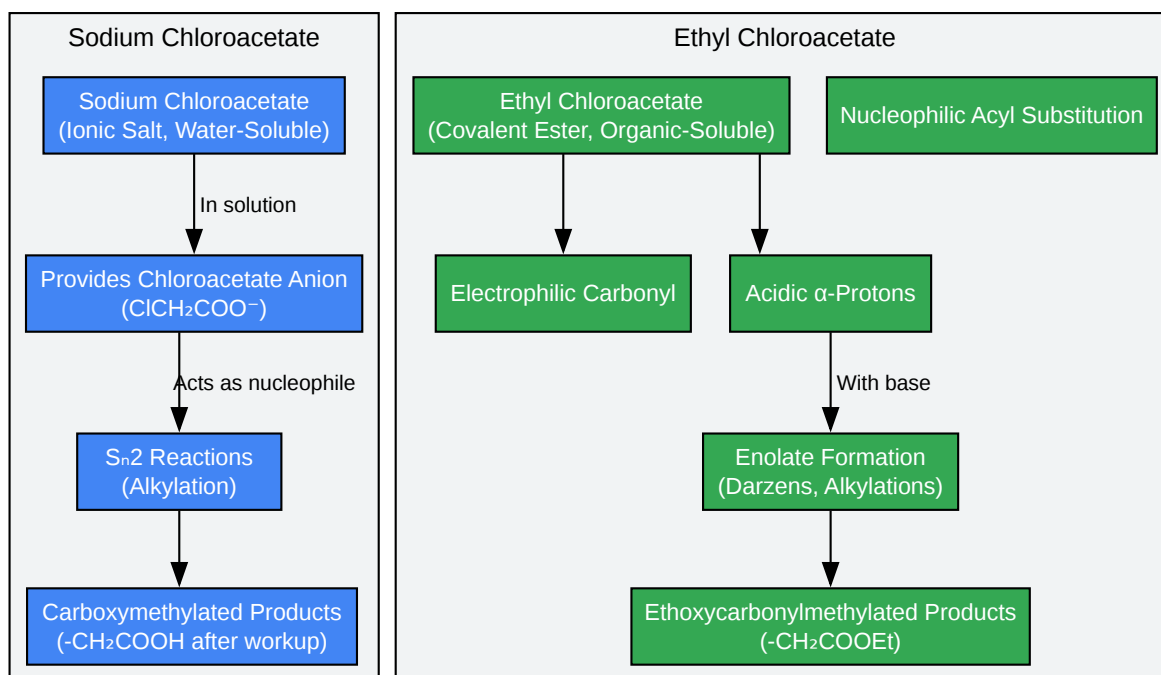 Sodium Chloroacetate
Sodium Chloroacetate
(Ionic Salt, Water-Soluble)
In solution
Provides Chloroacetate Anion
(ClCH₂COO⁻)
Acts as nucleophile
Sₙ2 Reactions
(Alkylation)
Carboxymethylated Products
(-CH₂COOH after workup)
Ethyl Chloroacetate
Ethyl Chloroacetate
(Covalent Ester, Organic-Soluble)
Nucleophilic Acyl Substitution
Electrophilic Carbonyl
Acidic α-Protons
With base
Enolate Formation
(Darzens, Alkylations)
Ethoxycarbonylmethylated Products
(-CH₂COOEt)